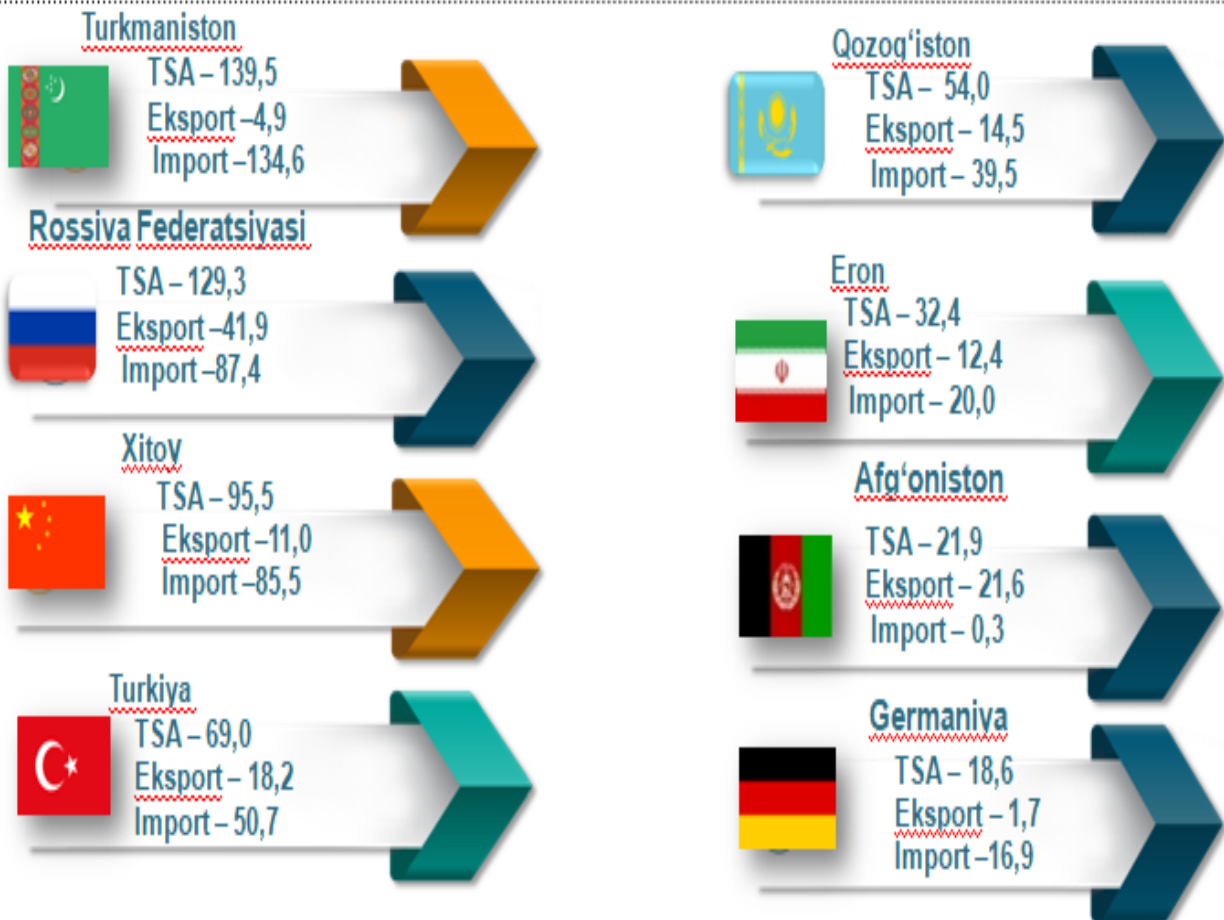 Turkmaniston
TSA – 139,5
Eksport –4,9
Import –134,6
Rossiya Federatsiyasi
TSA – 129,3
Eksport –41,9
Import –87,4
Xitoy
TSA – 95,5
Eksport –11,0
Import –85,5
Turkiya
TSA – 69,0
Eksport – 18,2
Import – 50,7
Qozog‘iston
TSA – 54,0
Eksport – 14,5
Import – 39,5
Eron
TSA – 32,4
Eksport – 12,4
Import – 20,0
Afg‘oniston
TSA – 21,9
Eksport – 21,6
Import – 0,3
Germaniya
TSA – 18,6
Eksport – 1,7
Import –16,9